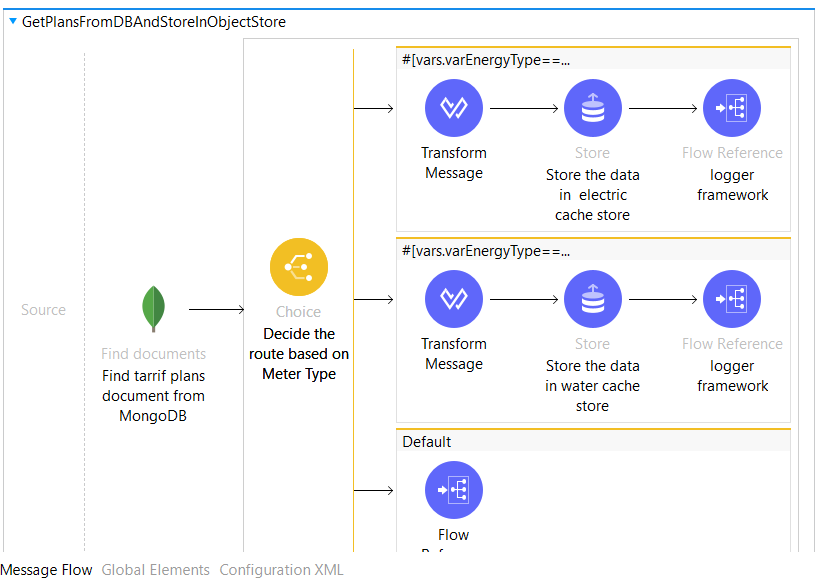 GetPlansFromDBAndStoreInObjectStore
#[vars.varEnergyType==...
Transform
Message
Store
Store the data
in electric
cache store
Flow Reference
logger
framework
Source
Find documents
Find tarrif plans
document from
MongoDB
Choice
Decide the
route based on
Meter Type
#[vars.varEnergyType==...
Transform
Message
Store
Store the data
in water cache
store
Flow Reference
logger
framework
Default
Flow
Message Flow Global Elements Configuration XML